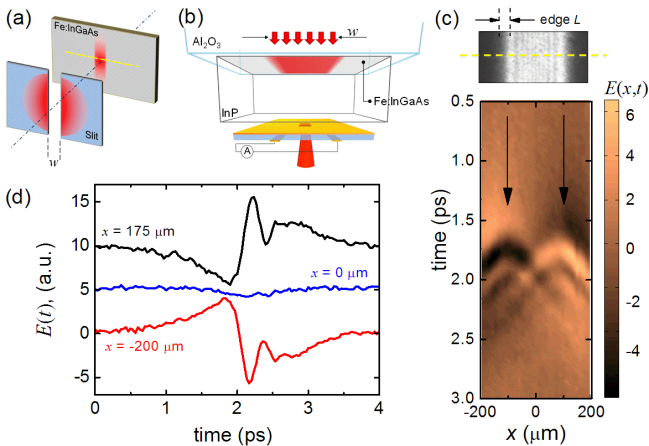 (a)
Fe:InGaAs
Slit
w
(b)
Al₂O₃
w
Fe:InGaAs
InP
A
(c)
edge L
E(x,t)
0.5
1.0
1.5
2.0
2.5
3.0
time (ps)
-200 0 200
x (µm)
6
4
2
0
-2
-4
(d)
15
10
5
0
-5
E(t), (a.u.)
x = 175 µm
x = 0 µm
x = -200 µm
0 1 2 3 4
time (ps)